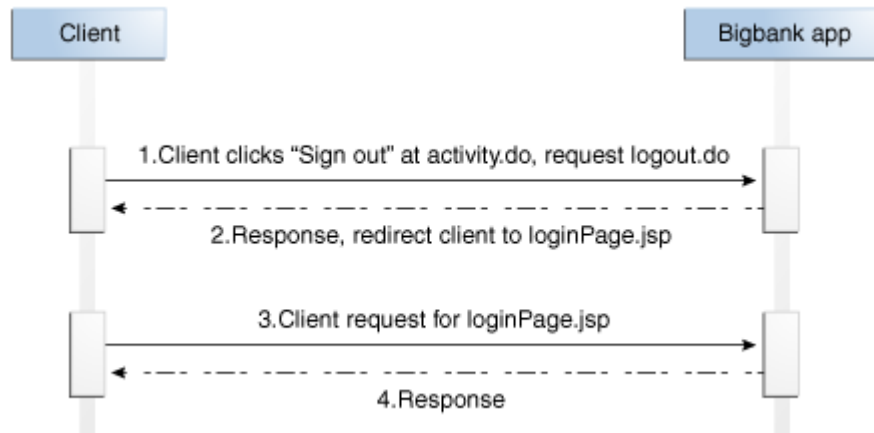 Client
Bigbank app
1.Client clicks “Sign out” at activity.do, request logout.do
2.Response, redirect client to loginPage.jsp
3.Client request for loginPage.jsp
4.Response